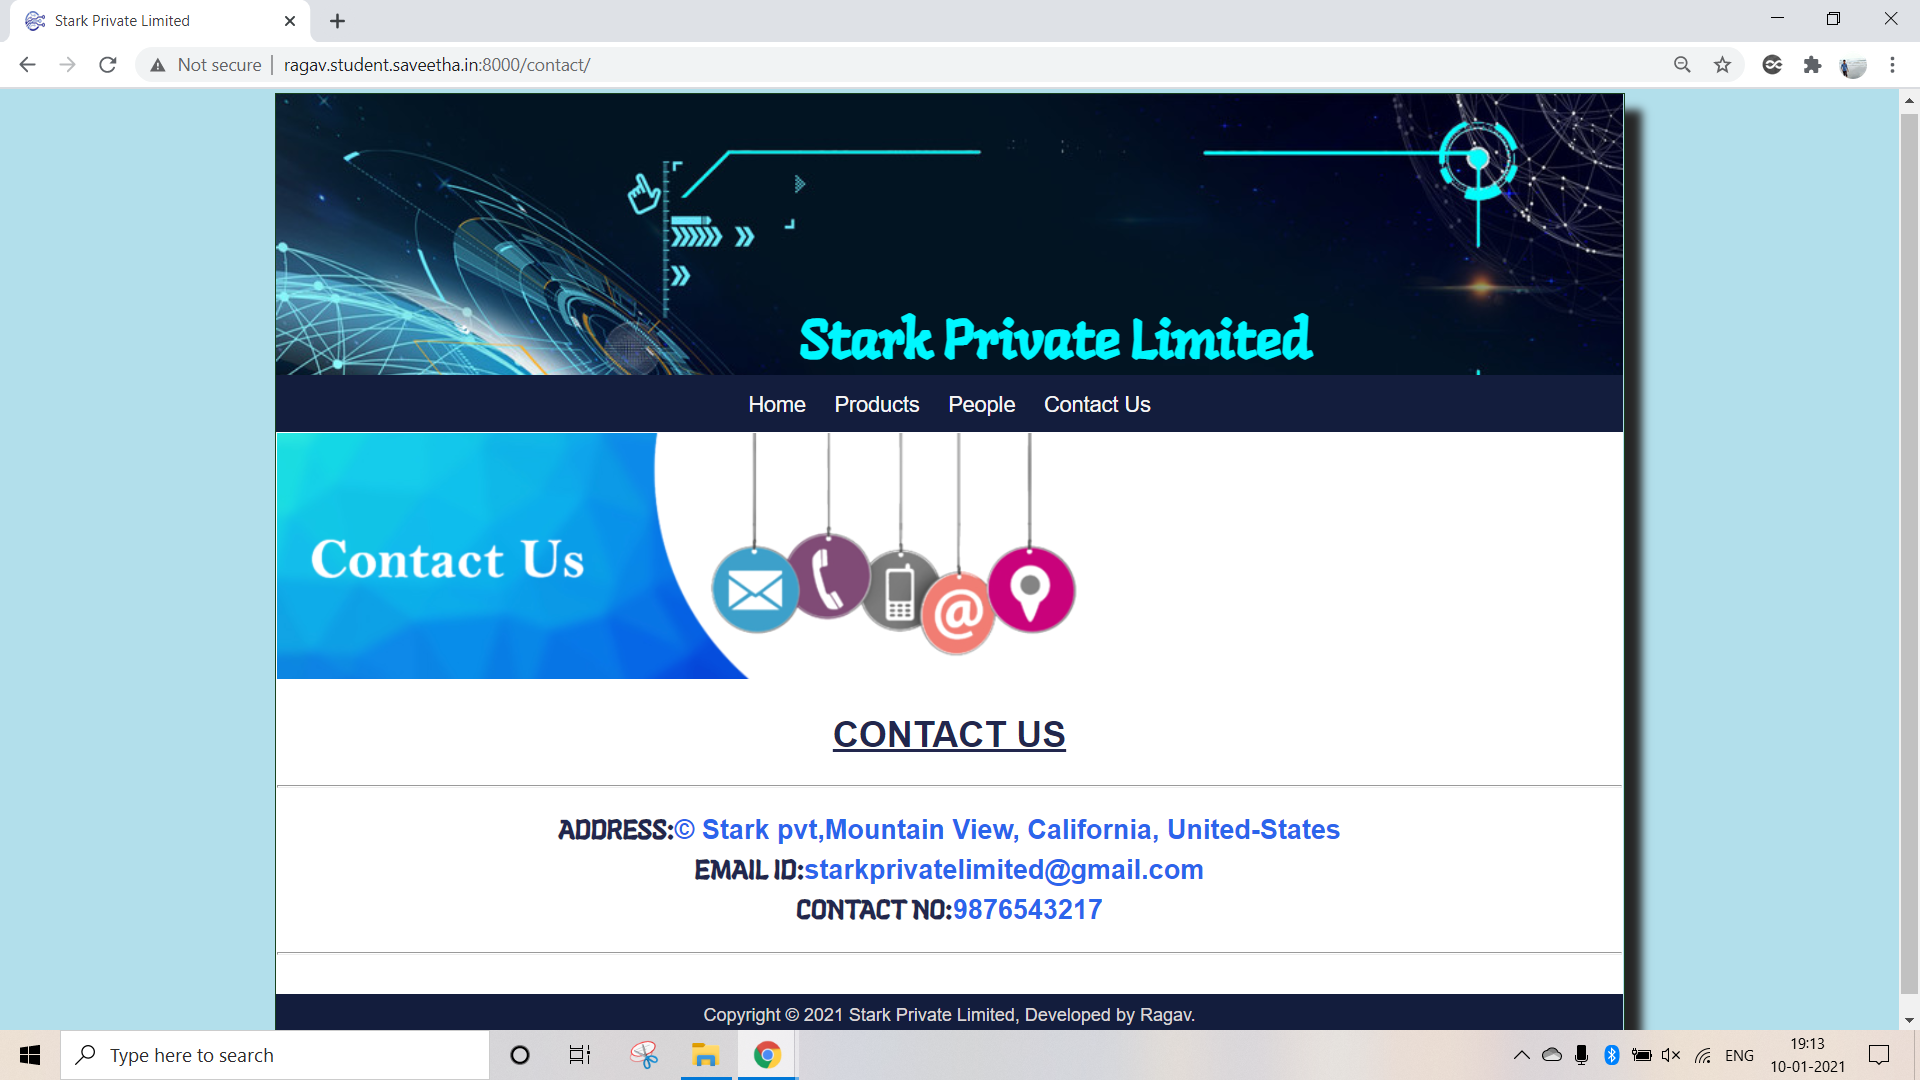 Stark Private Limited
Not secure
ragav.student.saveetha.in:8000/contact/
Stark Private Limited
Home Products People Contact Us
Contact Us
@
CONTACT US
ADDRESS:© Stark pvt,Mountain View, California, United-States
EMAIL ID:starkprivatelimited@gmail.com
CONTACT NO:9876543217
Copyright © 2021 Stark Private Limited, Developed by Ragav.
Type here to search
ENG
19:13
10-01-2021